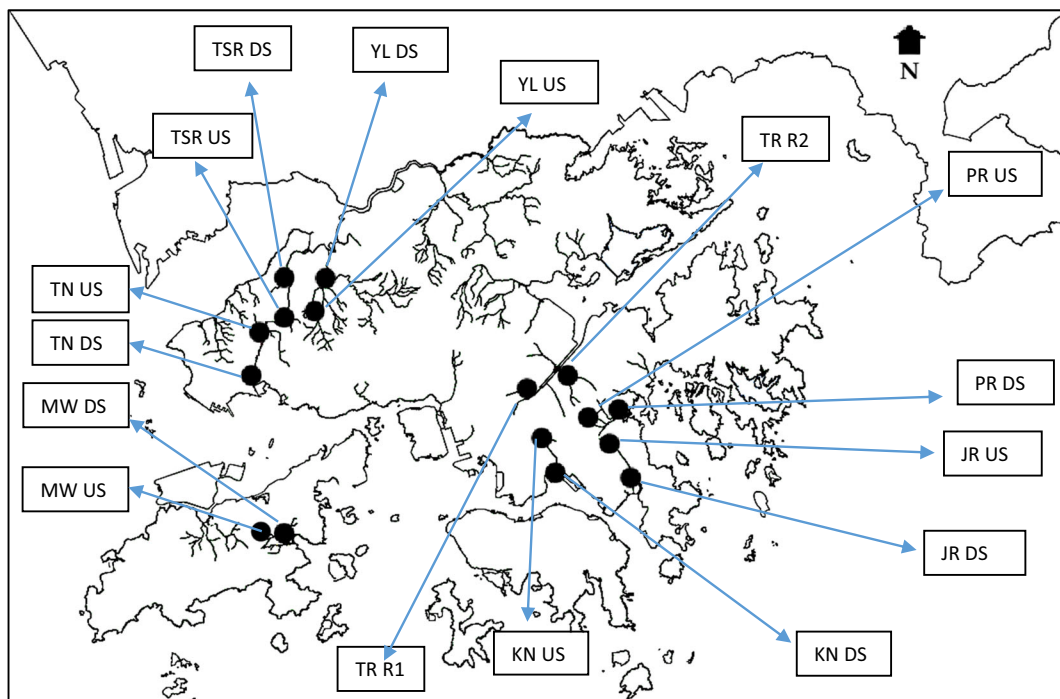 TSR DS
YL DS
YL US
N
TSR US
TR R2
PR US
TN US
TN DS
PR DS
MW DS
JR US
MW US
JR DS
TR R1
KN US
KN DS